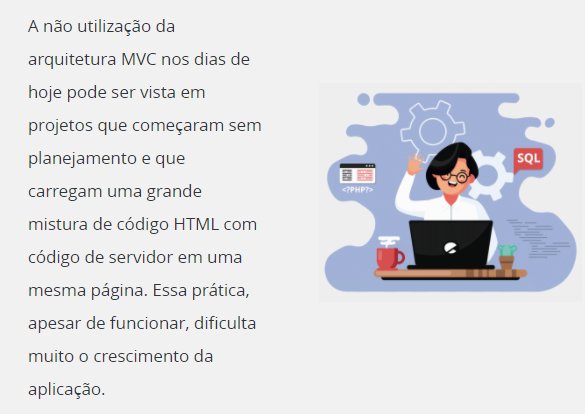 A não utilização da
arquitetura MVC nos dias de
hoje pode ser vista em
projetos que começaram sem
planejamento e que
carregam uma grande
mistura de código HTML com
código de servidor em uma
mesma página. Essa prática,
apesar de funcionar, dificulta
muito o crescimento da
aplicação.
SQL
<?PHP?>